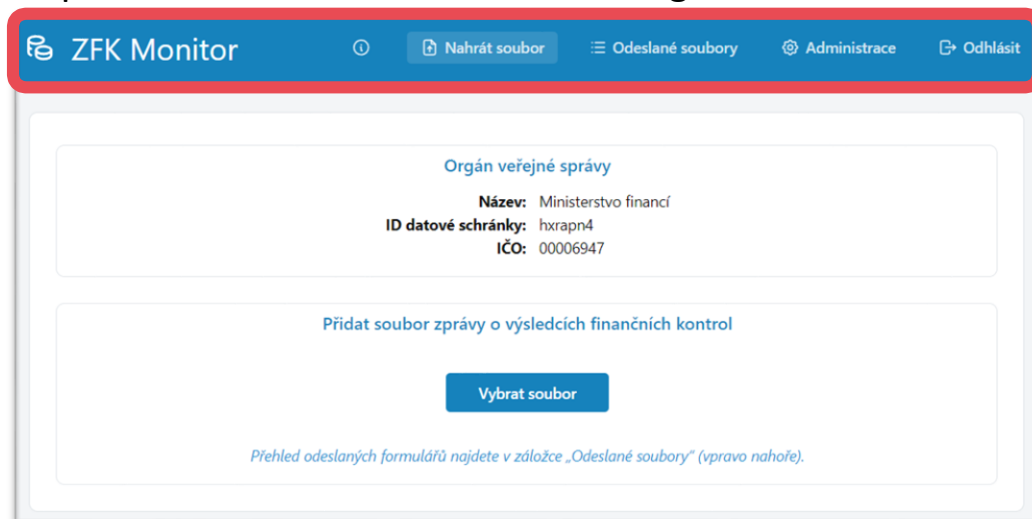 ZFK Monitor Nahrát soubor Odeslané soubory Administrace Odhlásit
Orgán veřejné správy
Název: Ministerstvo financí
ID datové schránky: hxrapn4
IČO: 00006947
Přidat soubor zprávy o výsledcích finančních kontrol
Vybrat soubor
Přehled odeslaných formulářů najdete v záložce „Odeslané soubory" (vpravo nahoře).